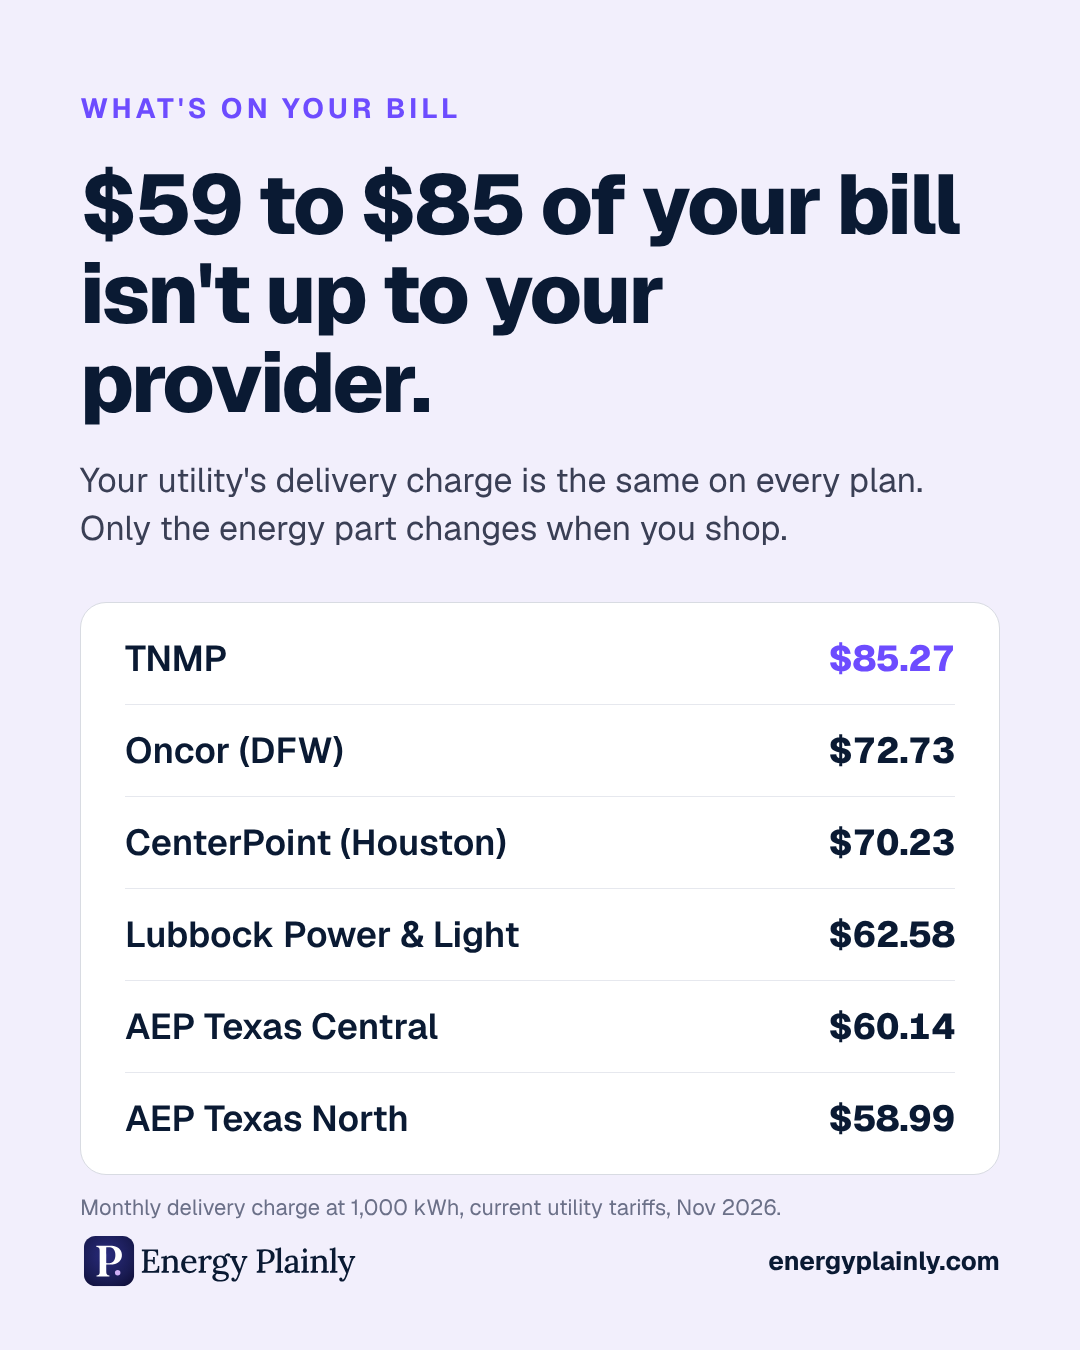 WHAT'S ON YOUR BILL
$59 to $85 of your bill
isn't up to your
provider.
Your utility's delivery charge is the same on every plan.
Only the energy part changes when you shop.
TNMP $85.27
Oncor (DFW) $72.73
CenterPoint (Houston) $70.23
Lubbock Power & Light $62.58
AEP Texas Central $60.14
AEP Texas North $58.99
Monthly delivery charge at 1,000 kWh, current utility tariffs, Nov 2026.
P. Energy Plainly energyplainly.com